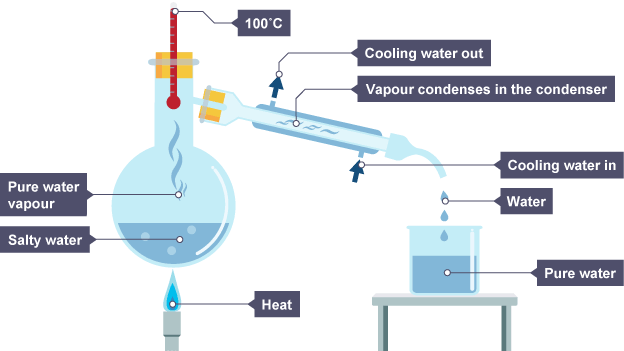 100°C
Cooling water out
Vapour condenses in the condenser
Cooling water in
Pure water
vapour
Water
Salty water
Pure water
Heat